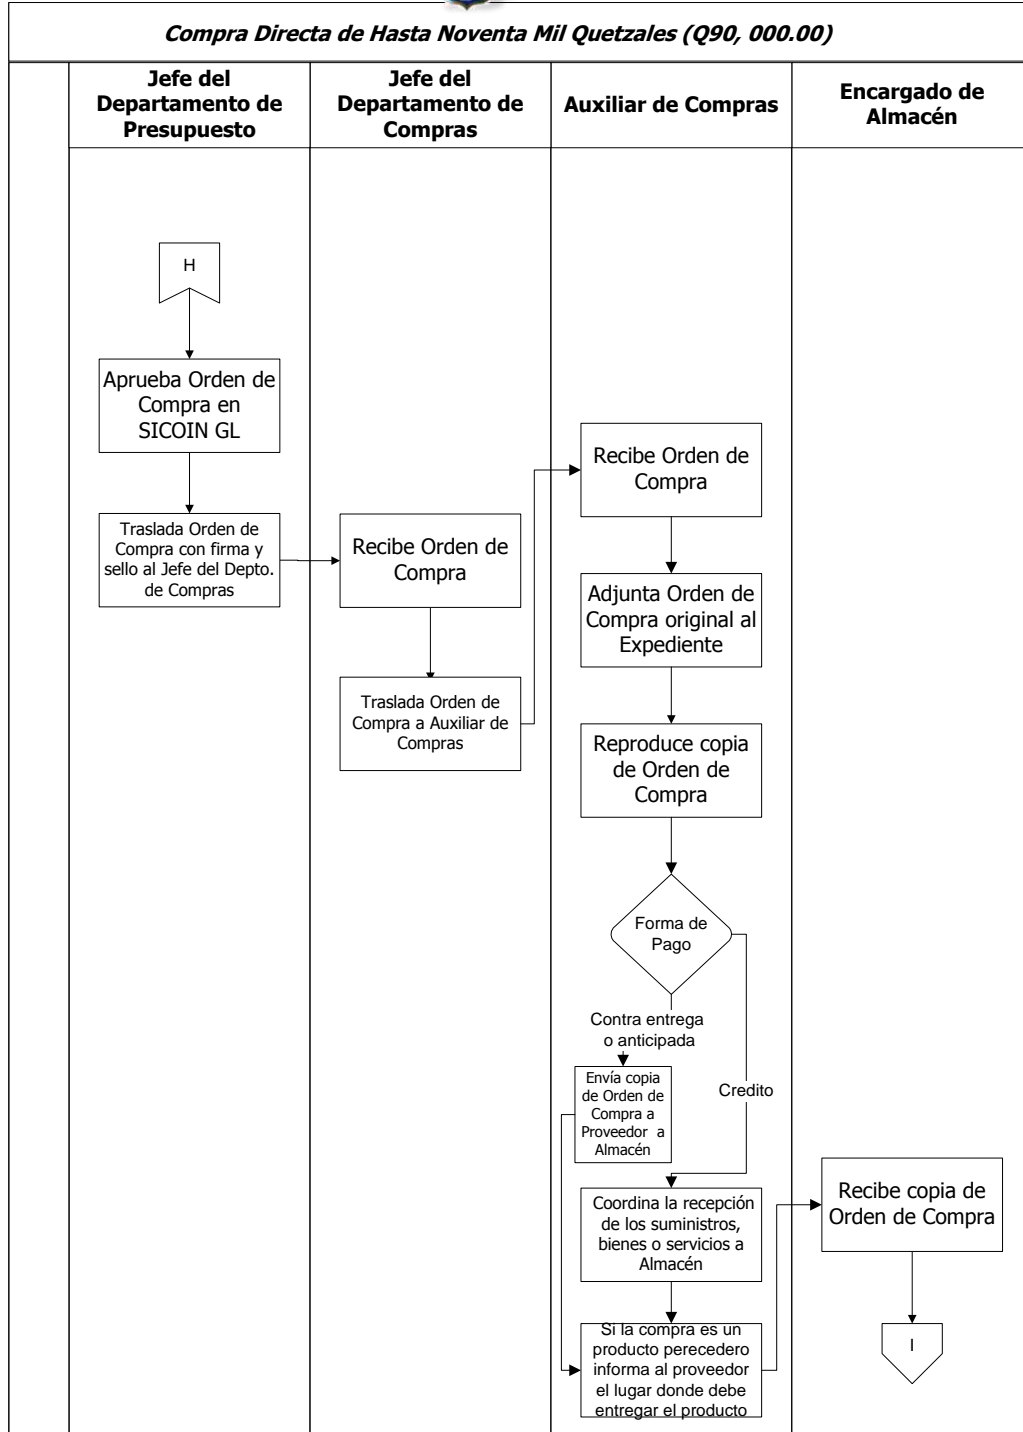 Compra Directa de Hasta Noventa Mil Quetzales (Q90, 000.00)
Jefe del
Departamento de
Presupuesto
Jefe del
Departamento de
Compras
Auxiliar de Compras
Encargado de
Almacén
H
Aprueba Orden de
Compra en
SICOIN GL
Traslada Orden de
Compra con firma y
sello al Jefe del Depto.
de Compras
Recibe Orden de
Compra
Traslada Orden de
Compra a Auxiliar de
Compras
Recibe Orden de
Compra
Adjunta Orden de
Compra original al
Expediente
Reproduce copia
de Orden de
Compra
Forma de
Pago
Contra entrega
o anticipada
Credito
Envía copia
de Orden de
Compra a
Proveedor a
Almacén
Coordina la recepción
de los suministros,
bienes o servicios a
Almacén
Si la compra es un
producto perecedero
informa al proveedor
el lugar donde debe
entregar el producto
Recibe copia de
Orden de Compra
I